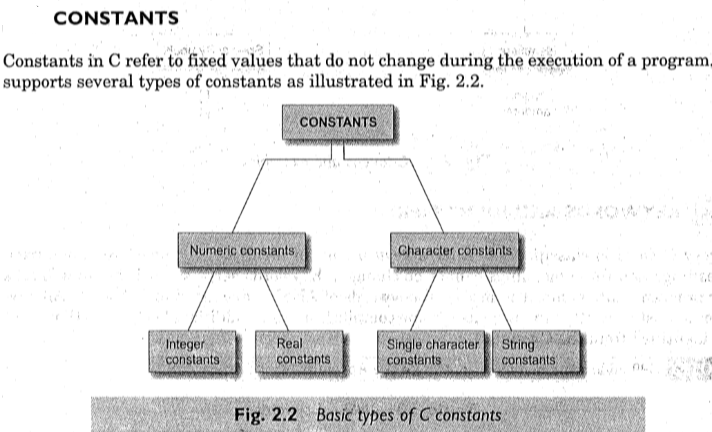 CONSTANTS
Constants in C refer to fixed values that do not change during the execution of a program.
supports several types of constants as illustrated in Fig. 2.2.
CONSTANTS
Numeric constants
Character constants
Integer
constants
Real
constants
Single character
constants
String
constants
Fig. 2.2 Basic types of C constants